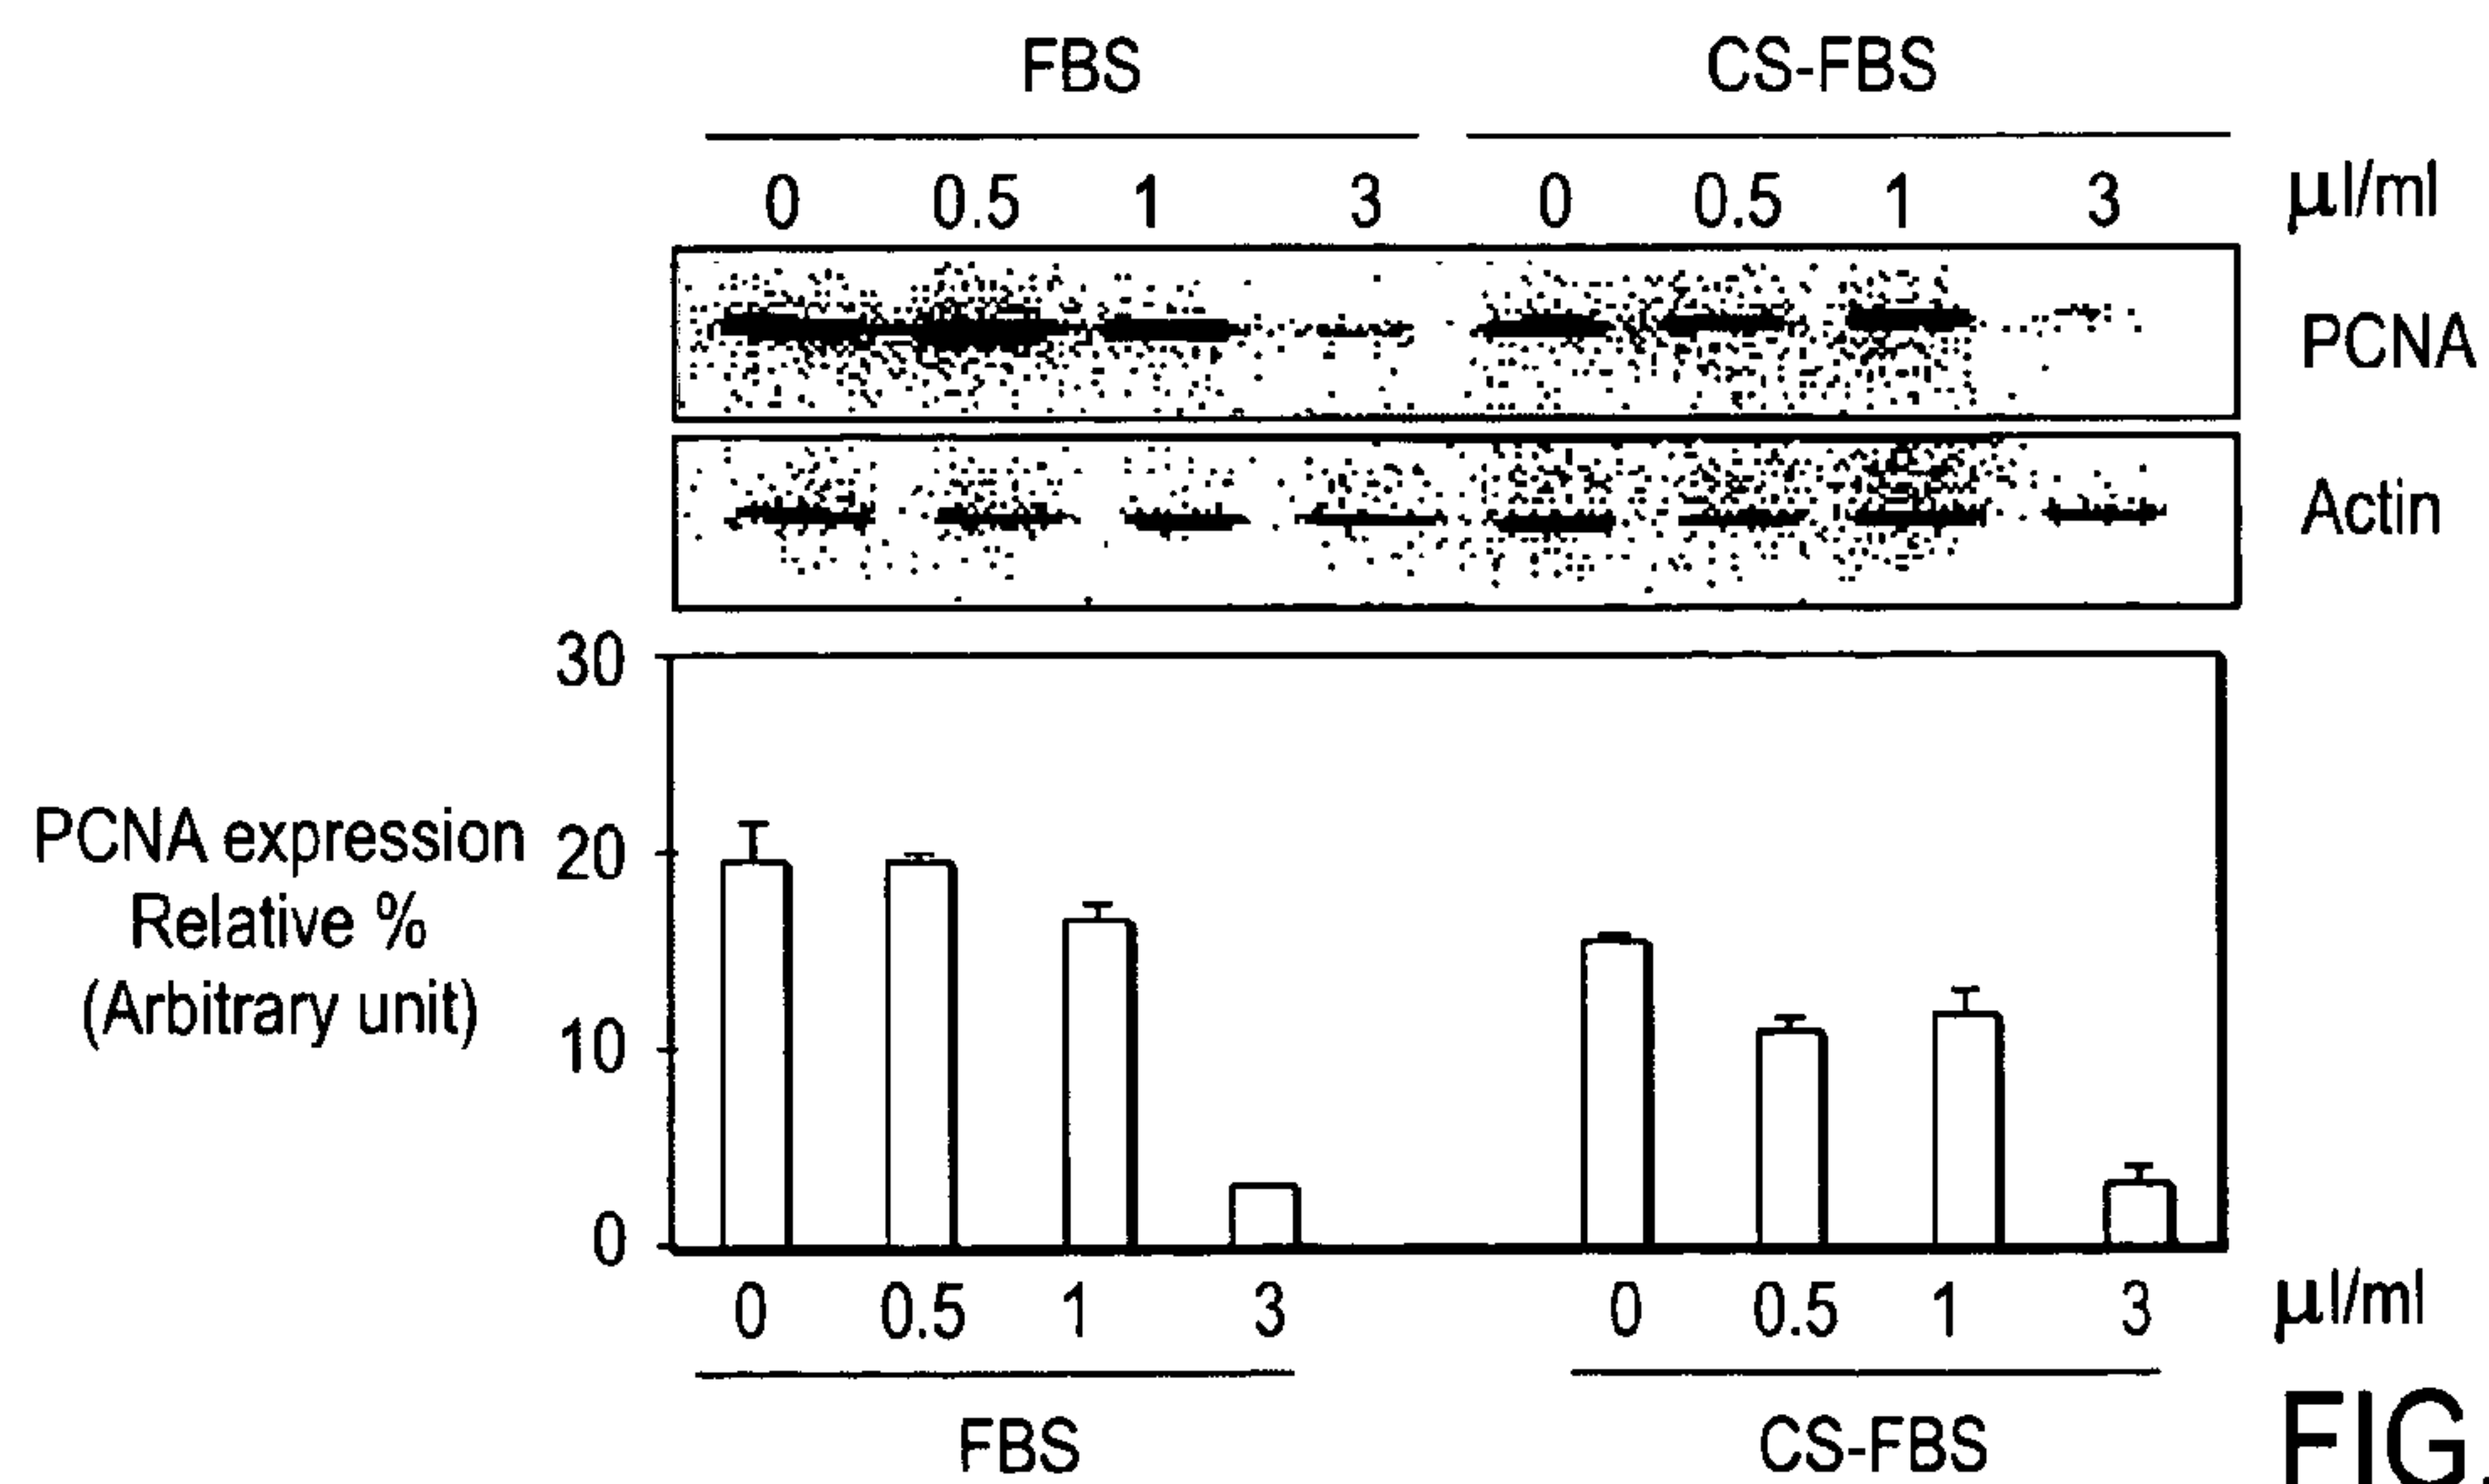 FBS CS-FBS
0 0.5 1 3 0 0.5 1 3 μl/ml
PCNA
Actin
30
20
10
0
PCNA expression
Relative %
(Arbitrary unit)
0 0.5 1 3 0 0.5 1 3 μl/ml
FBS CS-FBS
FIG.